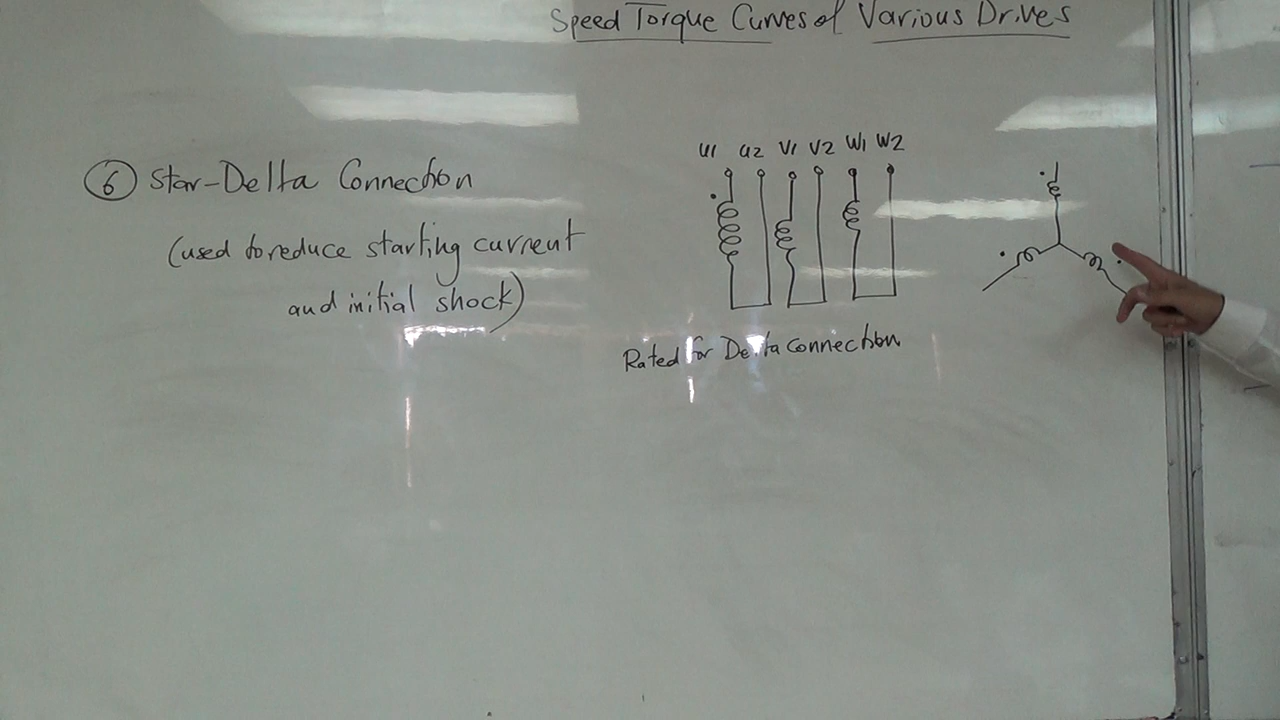 Speed Torque Curves of Various Drives
6 Star-Delta Connection
(used to reduce starting current
and initial shock)
U1 U2 V1 V2 W1 W2
Rated for Delta Connection